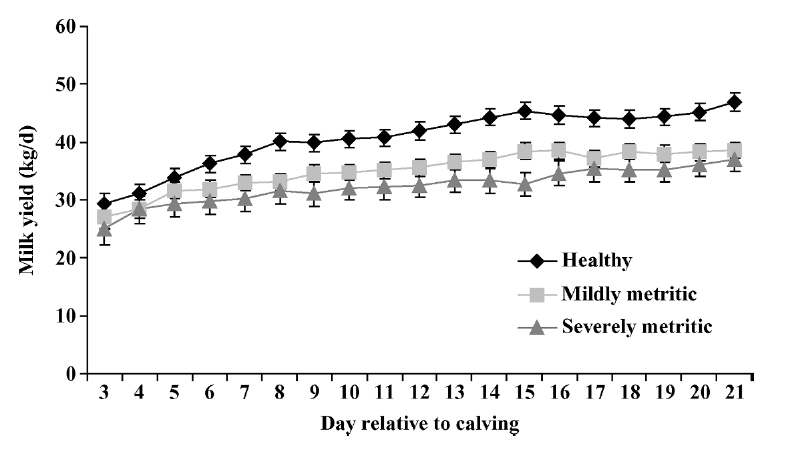 60
50
40
30
20
10
0
Milk yield (kg/d)
Healthy
Mildly metritic
Severely metritic
3 4 5 6 7 8 9 10 11 12 13 14 15 16 17 18 19 20 21
Day relative to calving